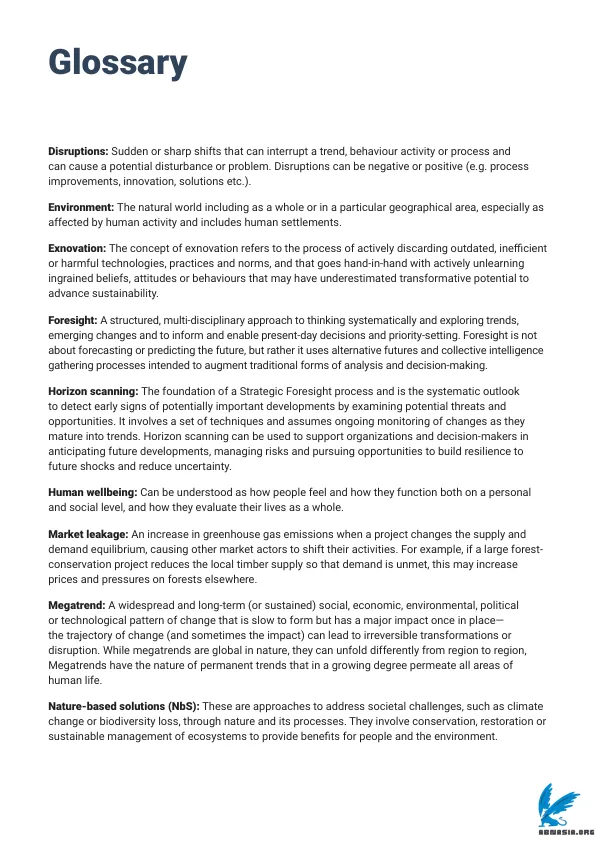 Glossary
Disruptions: Sudden or sharp shifts that can interrupt a trend, behaviour activity or process and
can cause a potential disturbance or problem. Disruptions can be negative or positive (e.g. process
improvements, innovation, solutions etc.).
Environment: The natural world including as a whole or in a particular geographical area, especially as
affected by human activity and includes human settlements.
Exnovation: The concept of exnovation refers to the process of actively discarding outdated, inefficient
or harmful technologies, practices and norms, and that goes hand-in-hand with actively unlearning
ingrained beliefs, attitudes or behaviours that may have underestimated transformative potential to
advance sustainability.
Foresight: A structured, multi-disciplinary approach to thinking systematically and exploring trends,
emerging changes and to inform and enable present-day decisions and priority-setting. Foresight is not
about forecasting or predicting the future, but rather it uses alternative futures and collective intelligence
gathering processes intended to augment traditional forms of analysis and decision-making.
Horizon scanning: The foundation of a Strategic Foresight process and is the systematic outlook
to detect early signs of potentially important developments by examining potential threats and
opportunities. It involves a set of techniques and assumes ongoing monitoring of changes as they
mature into trends. Horizon scanning can be used to support organizations and decision-makers in
anticipating future developments, managing risks and pursuing opportunities to build resilience to
future shocks and reduce uncertainty.
Human wellbeing: Can be understood as how people feel and how they function both on a personal
and social level, and how they evaluate their lives as a whole.
Market leakage: An increase in greenhouse gas emissions when a project changes the supply and
demand equilibrium, causing other market actors to shift their activities. For example, if a large forest-
conservation project reduces the local timber supply so that demand is unmet, this may increase
prices and pressures on forests elsewhere.
Megatrend: A widespread and long-term (or sustained) social, economic, environmental, political
or technological pattern of change that is slow to form but has a major impact once in place—
the trajectory of change (and sometimes the impact) can lead to irreversible transformations or
disruption. While megatrends are global in nature, they can unfold differently from region to region,
Megatrends have the nature of permanent trends that in a growing degree permeate all areas of
human life.
Nature-based solutions (NbS): These are approaches to address societal challenges, such as climate
change or biodiversity loss, through nature and its processes. They involve conservation, restoration or
sustainable management of ecosystems to provide benefits for people and the environment.
ABNASIA.ORG